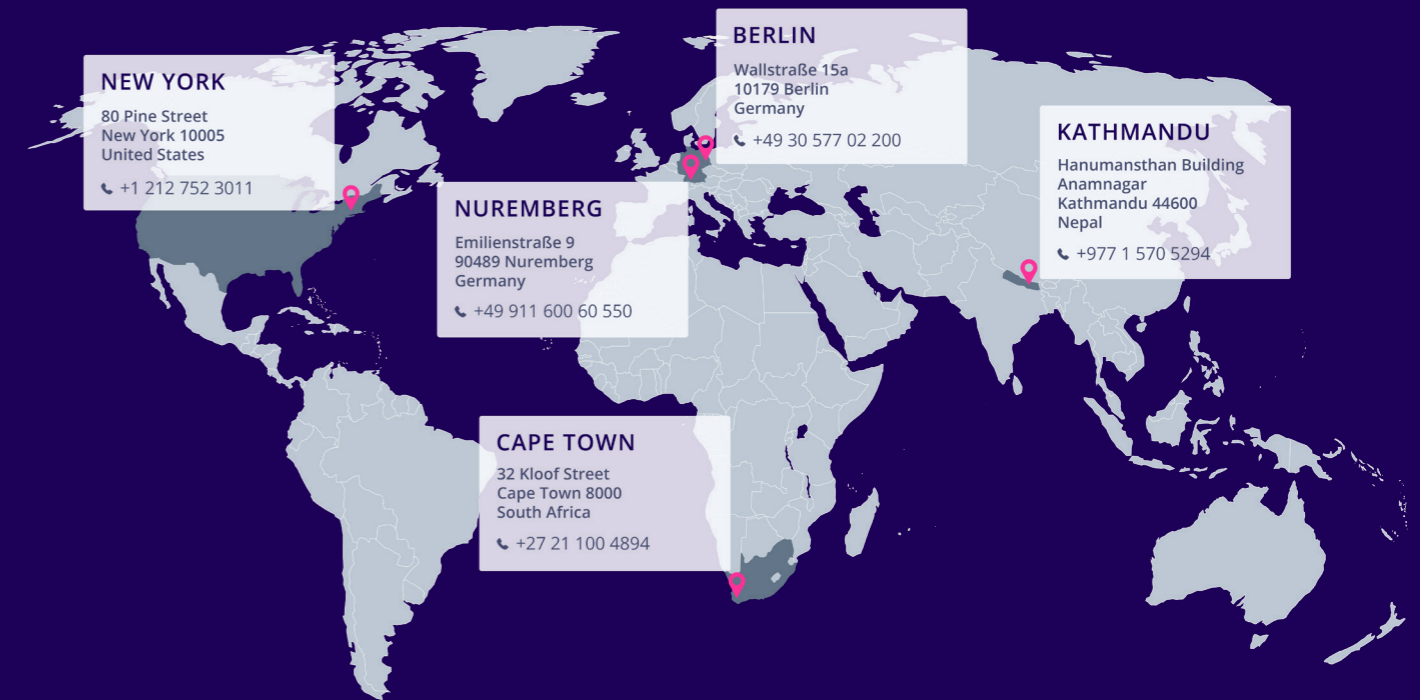 NEW YORK
80 Pine Street
New York 10005
United States
+1 212 752 3011
BERLIN
Wallstraße 15a
10179 Berlin
Germany
+49 30 577 02 200
KATHMANDU
Hanumansthan Building
Anamnagar
Kathmandu 44600
Nepal
+977 1 570 5294
NUREMBERG
Emilienstraße 9
90489 Nuremberg
Germany
+49 911 600 60 550
CAPE TOWN
32 Kloof Street
Cape Town 8000
South Africa
+27 21 100 4894